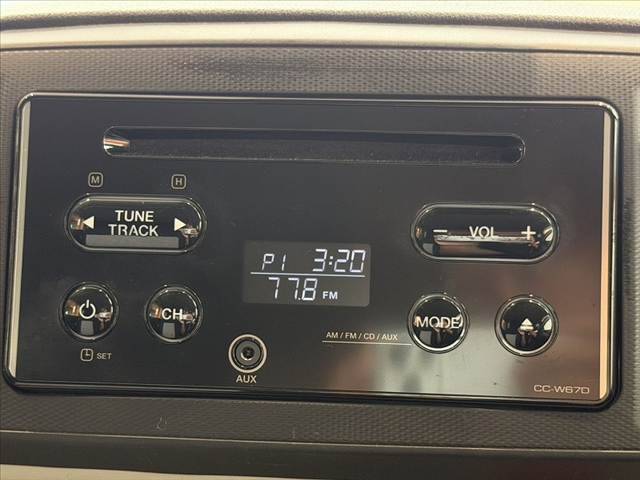 M H
TUNE
TRACK
- VOL +
P1 3:20
77.8 FM
CH
MODE
AM / FM / CD / AUX
SET
AUX
CC-W67D